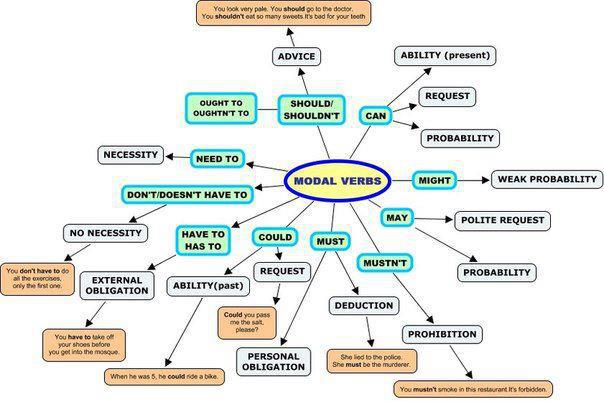 You look very pale. You should go to the doctor.
You shouldn't eat so many sweets.It's bad for your teeth
ADVICE
ABILITY (present)
OUGHT TO
OUGHTN'T TO
SHOULD/
SHOULDN'T
CAN
REQUEST
PROBABILITY
NECESSITY
NEED TO
MODAL VERBS
MIGHT
WEAK PROBABILITY
DON'T/DOESN'T HAVE TO
MAY
POLITE REQUEST
NO NECESSITY
HAVE TO
HAS TO
COULD
MUST
MUSTN'T
PROBABILITY
You don't have to do
all the exercises,
only the first one.
EXTERNAL
OBLIGATION
ABILITY(past)
REQUEST
DEDUCTION
PROHIBITION
You have to take off
your shoes before
you get into the mosque.
Could you pass
me the salt,
please?
PERSONAL
OBLIGATION
She lied to the police.
She must be the murderer.
When he was 5, he could ride a bike.
You mustn't smoke in this restaurant.It's forbidden.